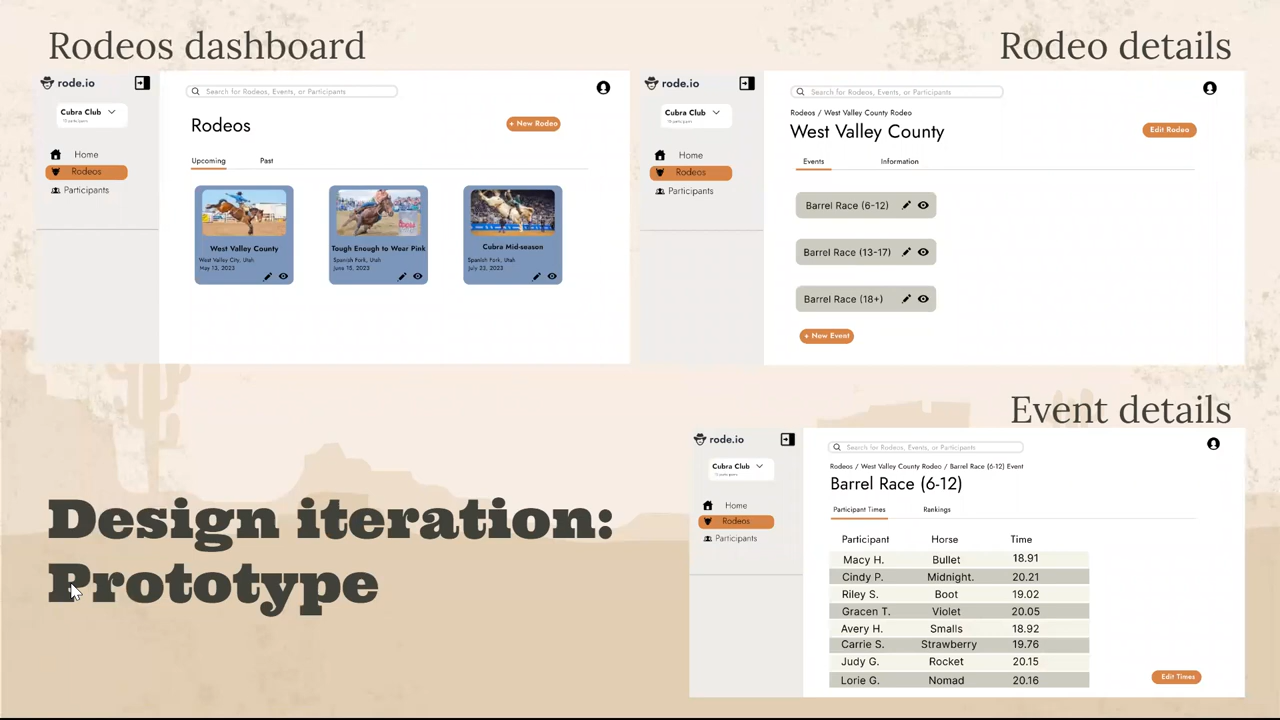 Rodeos dashboard
rode.io
Cubra Club
Home
Rodeos
Participants
Search for Rodeos, Events, or Participants
Rodeos
+ New Rodeo
Upcoming
Past
West Valley County
West Valley City, Utah
May 13, 2023
Tough Enough to Wear Pink
Spanish Fork, Utah
June 15, 2023
Cubra Mid-season
Spanish Fork, Utah
July 23, 2023
Rodeo details
rode.io
Cubra Club
Home
Rodeos
Participants
Search for Rodeos, Events, or Participants
Rodeos / West Valley County Rodeo
West Valley County
Edit Rodeo
Events
Information
Barrel Race (6-12)
Barrel Race (13-17)
Barrel Race (18+)
+ New Event
Design iteration:
Prototype
Event details
rode.io
Cubra Club
Home
Rodeos
Participants
Search for Rodeos, Events, or Participants
Rodeos / West Valley County Rodeo / Barrel Race (6-12) Event
Barrel Race (6-12)
Participant Times
Rankings
Participant Horse Time
Macy H. Bullet 18.91
Cindy P. Midnight. 20.21
Riley S. Boot 19.02
Gracen T. Violet 20.05
Avery H. Smalls 18.92
Carrie S. Strawberry 19.76
Judy G. Rocket 20.15
Lorie G. Nomad 20.16
Edit Times